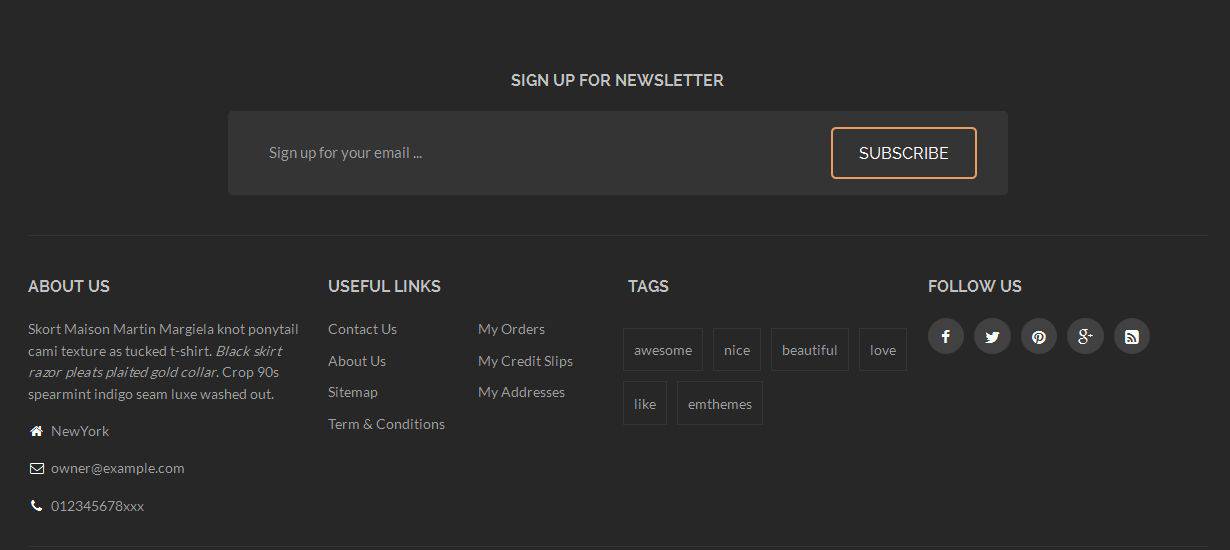 SIGN UP FOR NEWSLETTER
Sign up for your email ...
SUBSCRIBE
ABOUT US
Skort Maison Martin Margiela knot ponytail
cami texture as tucked t-shirt. Black skirt
razor pleats plaited gold collar. Crop 90s
spearmint indigo seam luxe washed out.
NewYork
owner@example.com
012345678xxx
USEFUL LINKS
Contact Us
About Us
Sitemap
Term & Conditions
My Orders
My Credit Slips
My Addresses
TAGS
awesome
nice
beautiful
love
like
emthemes
FOLLOW US